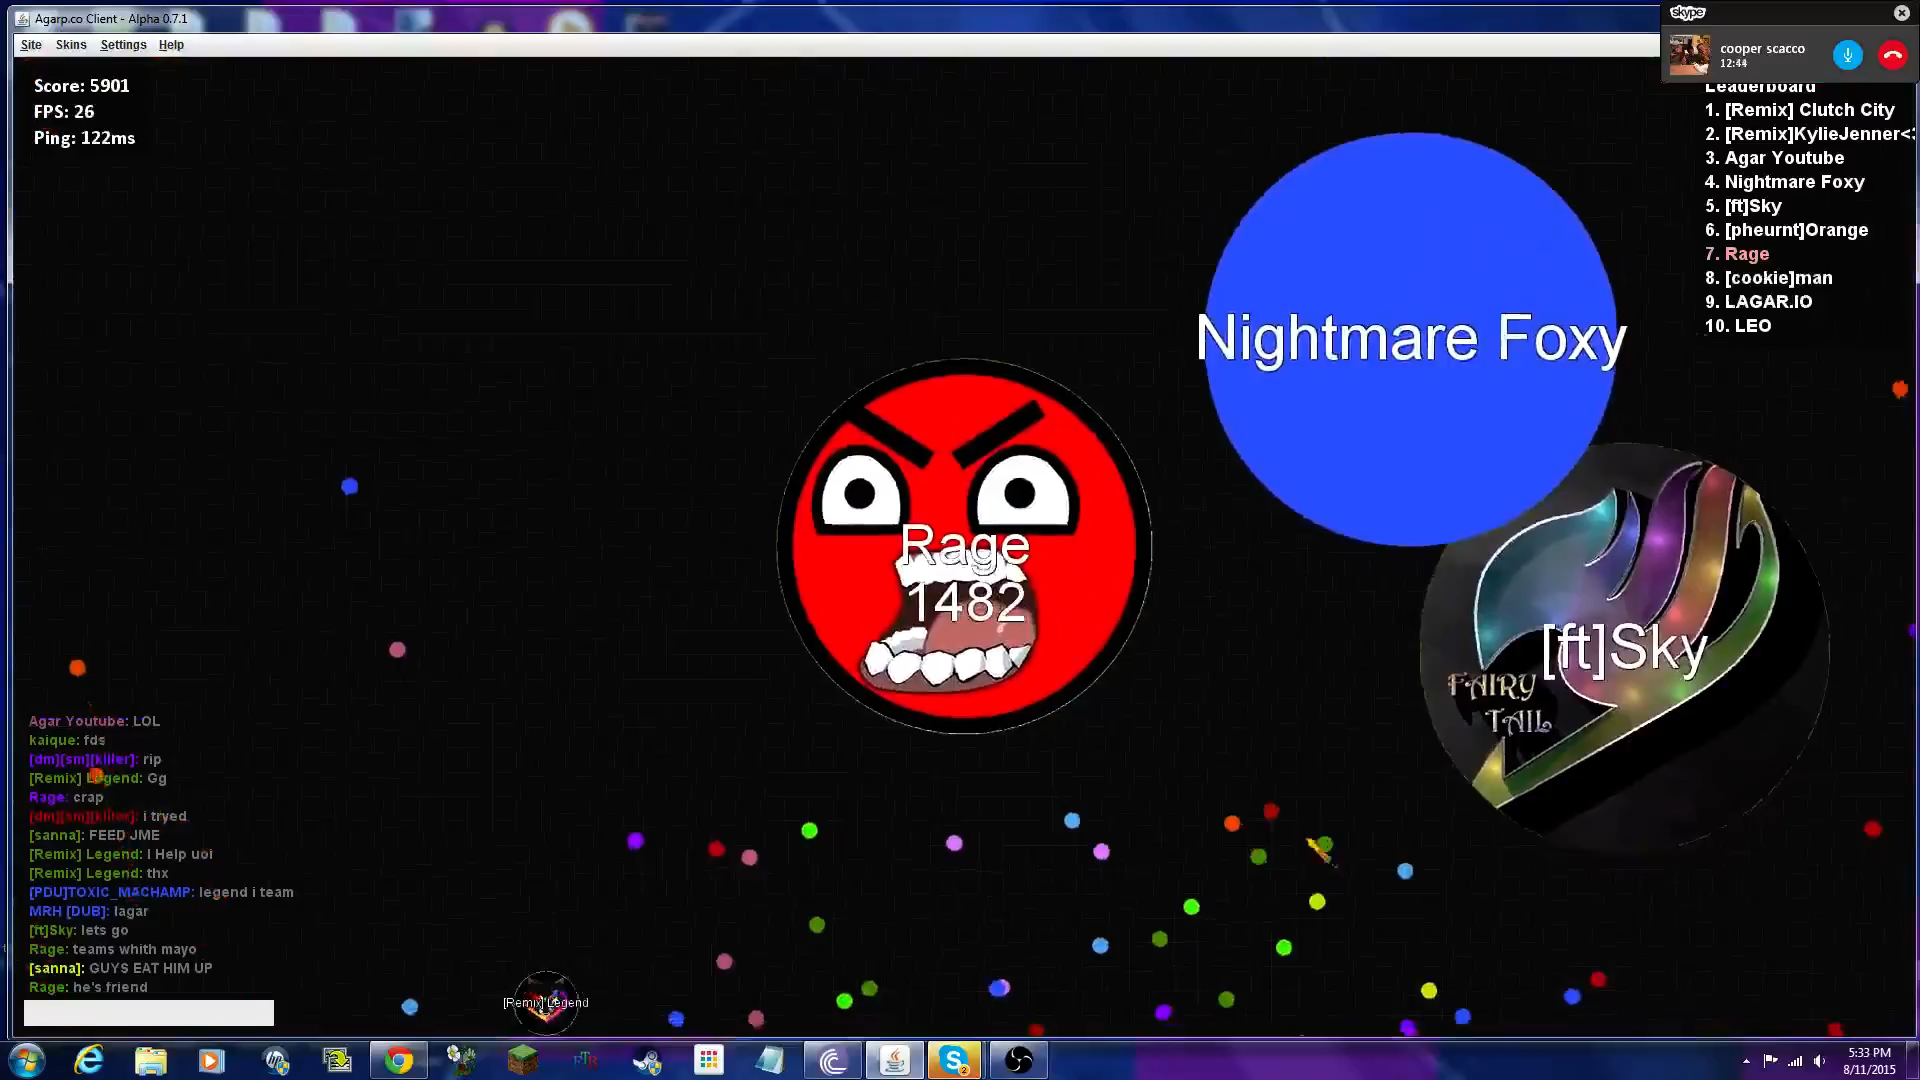 Agarp.co Client - Alpha 0.7.1
Site Skins Settings Help
skype
cooper scacco
12:44
Score: 5901
FPS: 26
Ping: 122ms
Leaderboard
1. [Remix] Clutch City
2. [Remix]KylieJenner<3
3. Agar Youtube
4. Nightmare Foxy
5. [ft]Sky
6. [pheurnt]Orange
7. Rage
8. [cookie]man
9. LAGAR.IO
10. LEO
Nightmare Foxy
Rage
1482
[ft]Sky
FAIRY
TAIL
Agar Youtube: LOL
kaique: fds
[dm][sm][killer]: rip
[Remix] Legend: Gg
Rage: crap
[dm][sm][killer]: i tryed
[sanna]: FEED JME
[Remix] Legend: I Help uoi
[Remix] Legend: thx
[PDU]TOXIC_MACHAMP: legend i team
MRH [DUB]: lagar
[ft]Sky: lets go
Rage: teams whith mayo
[sanna]: GUYS EAT HIM UP
Rage: he's friend
[Remix] Legend
hp
FTB
S
2
5:33 PM
8/11/2015